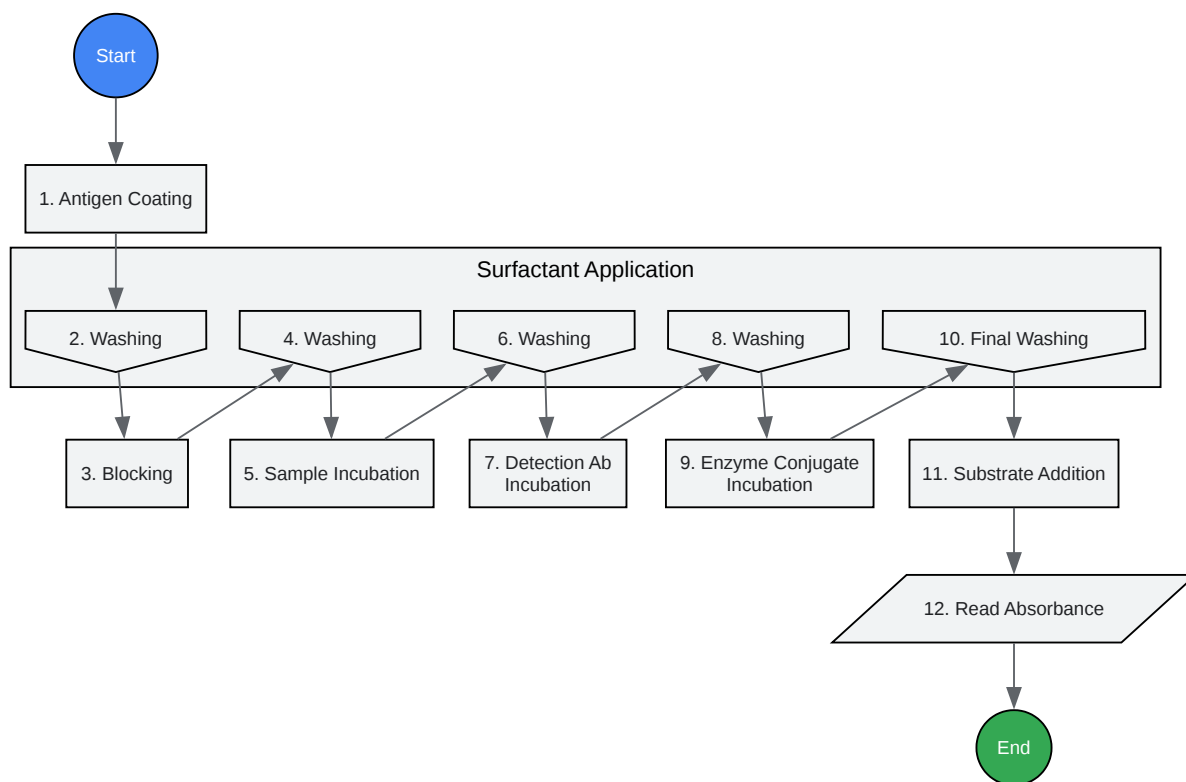 Start
1. Antigen Coating
Surfactant Application
2. Washing
4. Washing
6. Washing
8. Washing
10. Final Washing
3. Blocking
5. Sample Incubation
7. Detection Ab
Incubation
9. Enzyme Conjugate
Incubation
11. Substrate Addition
12. Read Absorbance
End